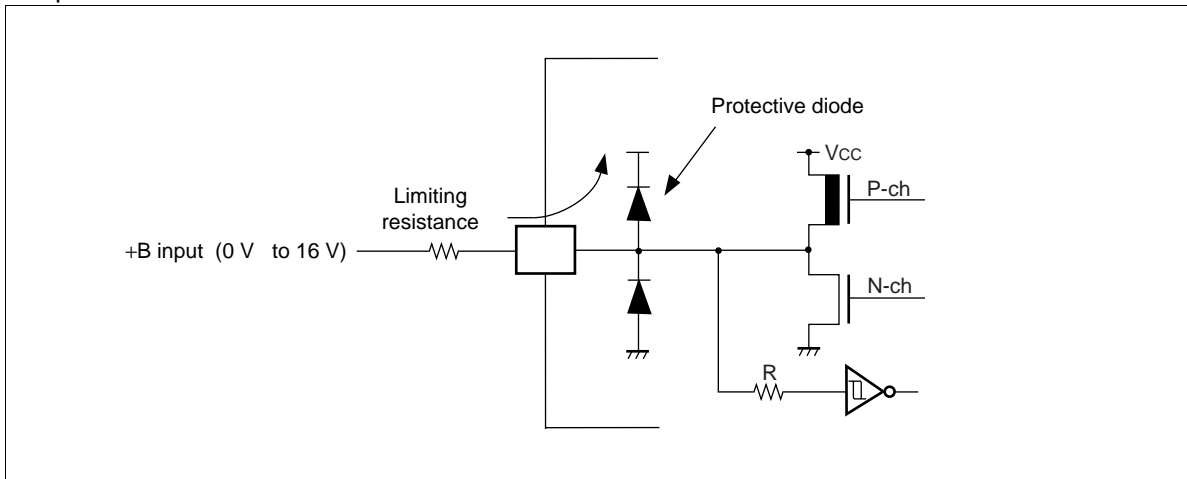 Protective diode
VCC
P-ch
Limiting
resistance
+B input (0 V to 16 V)
N-ch
R